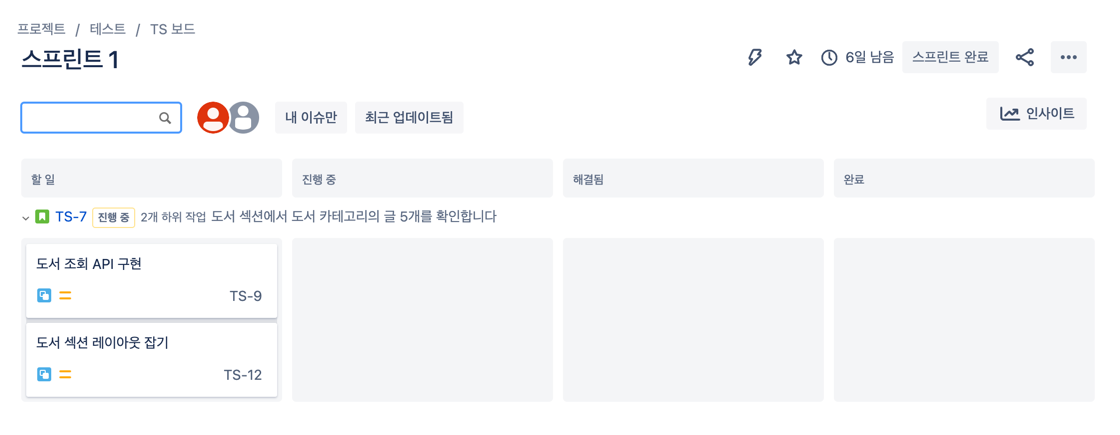 프로젝트 / 테스트 / TS 보드
스프린트 1
6일 남음
스프린트 완료
내 이슈만
최근 업데이트됨
인사이트
할 일
진행 중
해결됨
완료
TS-7 진행 중 2개 하위 작업 도서 섹션에서 도서 카테고리의 글 5개를 확인합니다
도서 조회 API 구현
TS-9
도서 섹션 레이아웃 잡기
TS-12